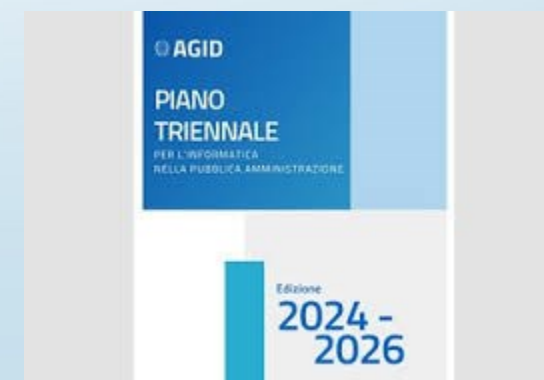 AGID
PIANO
TRIENNALE
PER L'INFORMATICA
NELLA PUBBLICA AMMINISTRAZIONE
Edizione
2024 -
2026